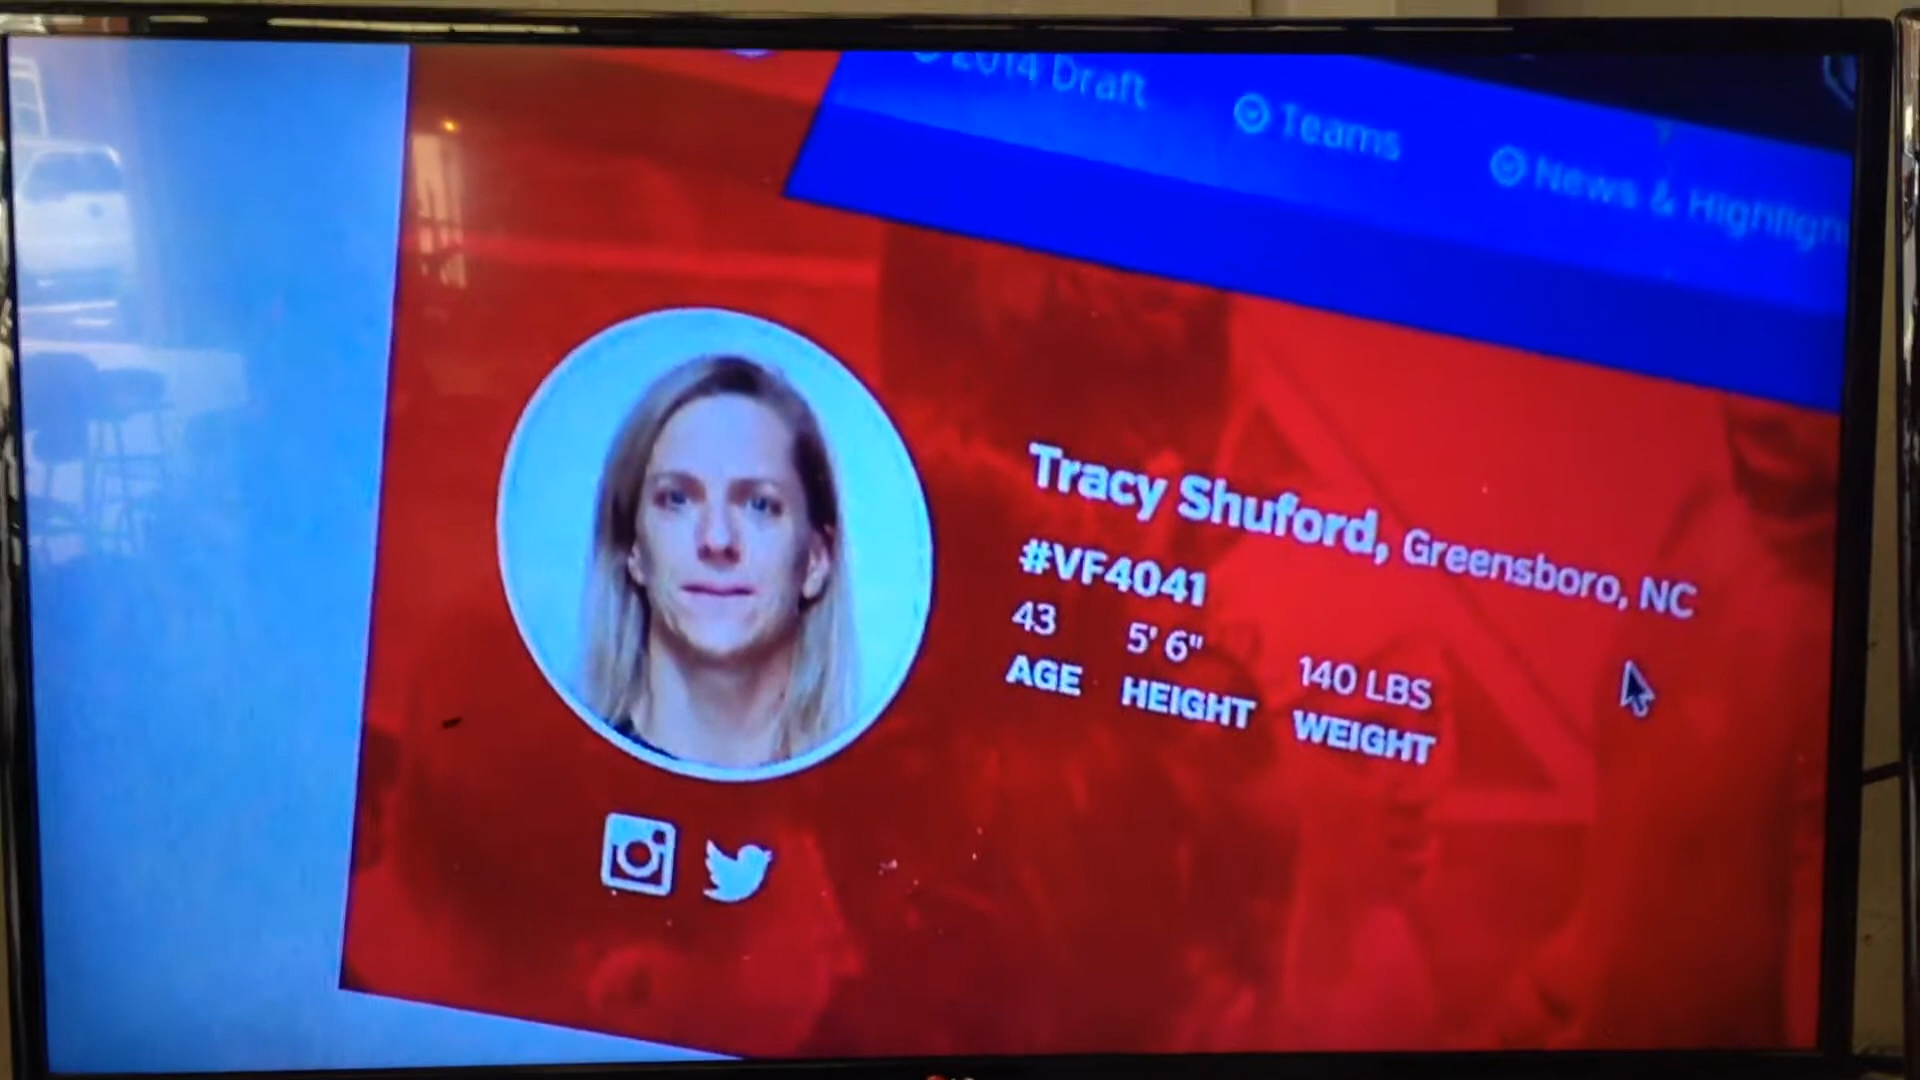 2014 Draft
Teams
News & Highligh
Tracy Shuford, Greensboro, NC
#VF4041
43 5' 6" 140 LBS
AGE HEIGHT WEIGHT